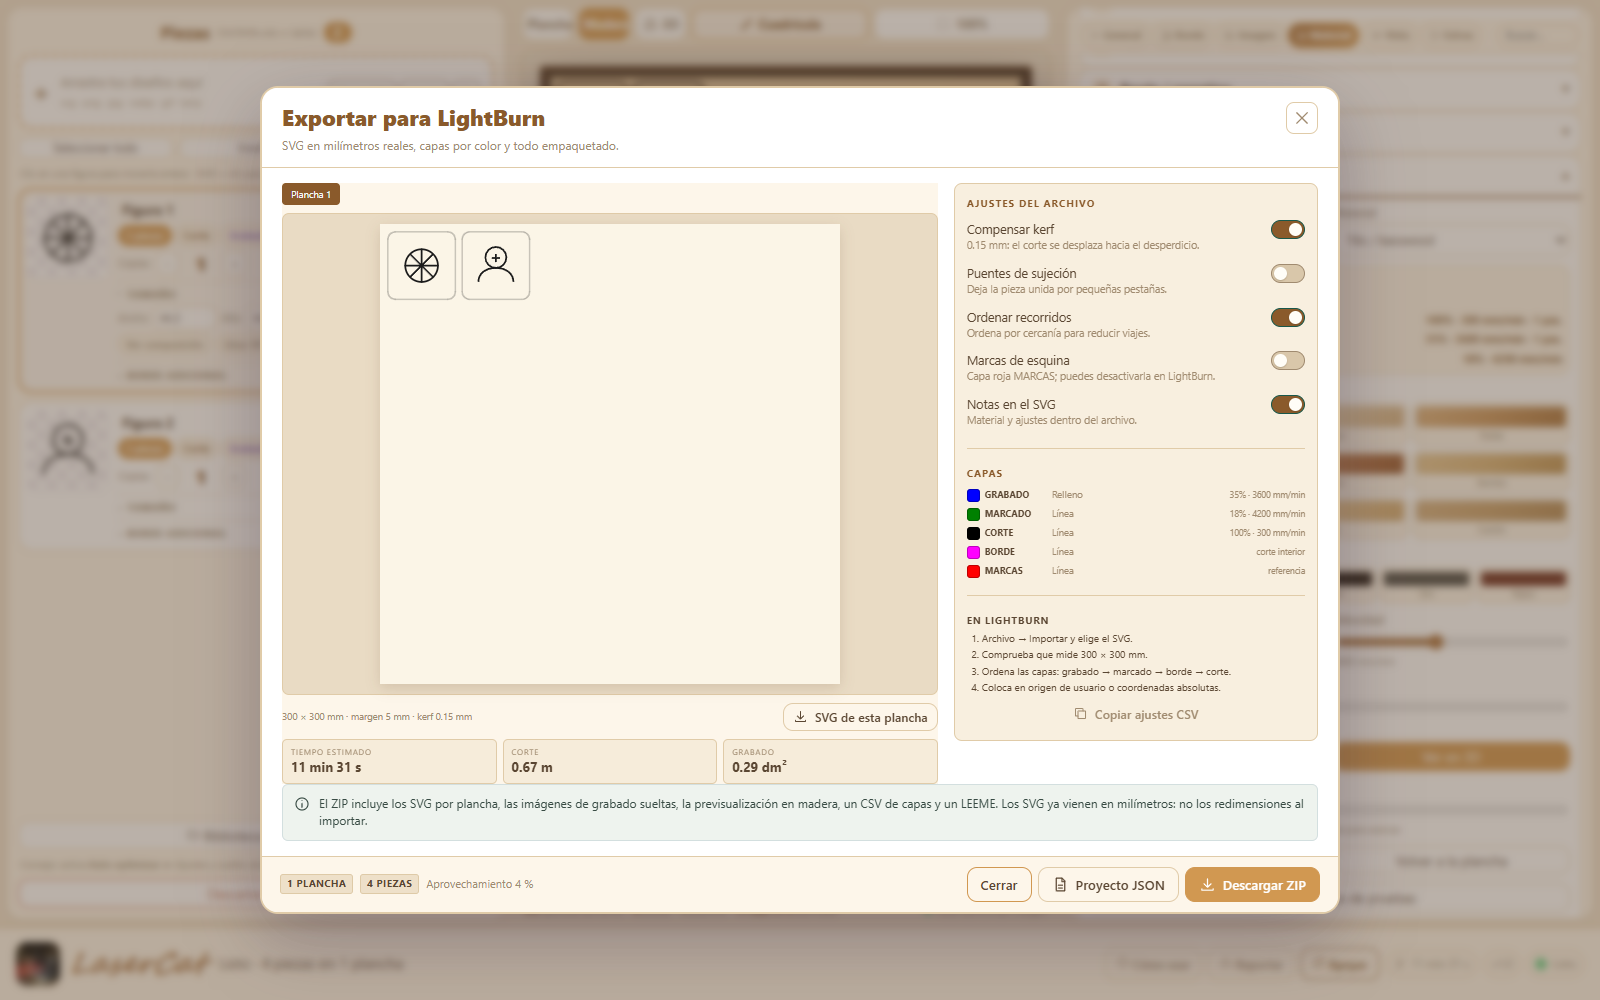 Piezas
Plancha
Cuadrícula
Figura 1
Figura 2
Exportar para LightBurn
SVG en milímetros reales, capas por color y todo empaquetado.
Plancha 1
300 × 300 mm · margen 5 mm · kerf 0.15 mm
SVG de esta plancha
TIEMPO ESTIMADO
11 min 31 s
CORTE
0.67 m
GRABADO
0.29 dm²
AJUSTES DEL ARCHIVO
Compensar kerf
0.15 mm: el corte se desplaza hacia el desperdicio.
Puentes de sujeción
Deja la pieza unida por pequeñas pestañas.
Ordenar recorridos
Ordena por cercanía para reducir viajes.
Marcas de esquina
Capa roja MARCAS; puedes desactivarla en LightBurn.
Notas en el SVG
Material y ajustes dentro del archivo.
CAPAS
GRABADO Relleno 35% · 3600 mm/min
MARCADO Línea 18% · 4200 mm/min
CORTE Línea 100% · 300 mm/min
BORDE Línea corte interior
MARCAS Línea referencia
EN LIGHTBURN
1. Archivo → Importar y elige el SVG.
2. Comprueba que mide 300 × 300 mm.
3. Ordena las capas: grabado → marcado → borde → corte.
4. Coloca en origen de usuario o coordenadas absolutas.
Copiar ajustes CSV
El ZIP incluye los SVG por plancha, las imágenes de grabado sueltas, la previsualización en madera, un CSV de capas y un LEEME. Los SVG ya vienen en milímetros: no los redimensiones al
importar.
1 PLANCHA 4 PIEZAS Aprovechamiento 4 %
Cerrar
Proyecto JSON
Descargar ZIP
LaserCat